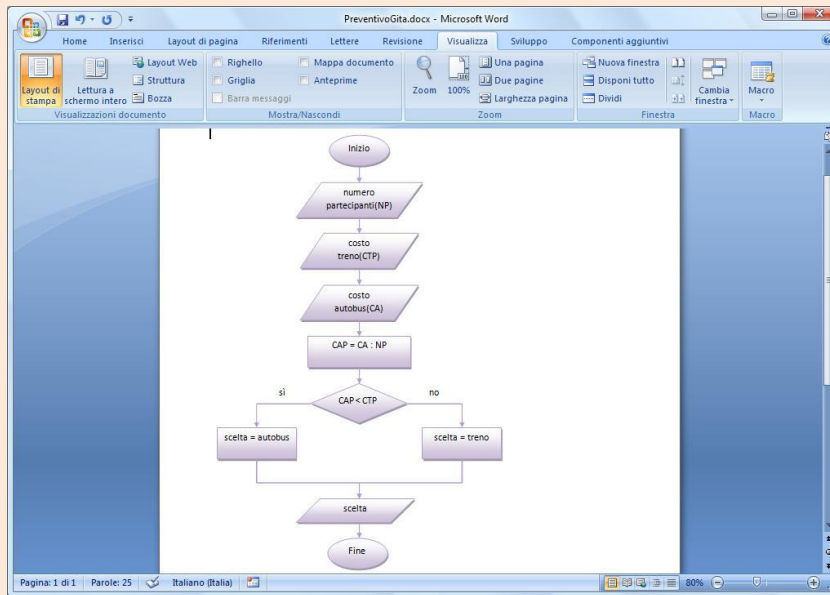 PreventivoGita.docx - Microsoft Word
Home Inserisci Layout di pagina Riferimenti Lettere Revisione Visualizza Sviluppo Componenti aggiuntivi
Layout di stampa
Lettura a schermo intero
Layout Web
Struttura
Bozza
Visualizzazioni documento
Righello
Griglia
Barra messaggi
Mappa documento
Anteprime
Mostra/Nascondi
Zoom
100%
Una pagina
Due pagine
Larghezza pagina
Zoom
Nuova finestra
Disponi tutto
Dividi
Cambia finestra
Finestra
Macro
Macro
Inizio
numero
partecipanti(NP)
costo
treno(CTP)
costo
autobus(CA)
CAP = CA : NP
sì
CAP < CTP
no
scelta = autobus
scelta = treno
scelta
Fine
Pagina: 1 di 1 Parole: 25 Italiano (Italia) 80%